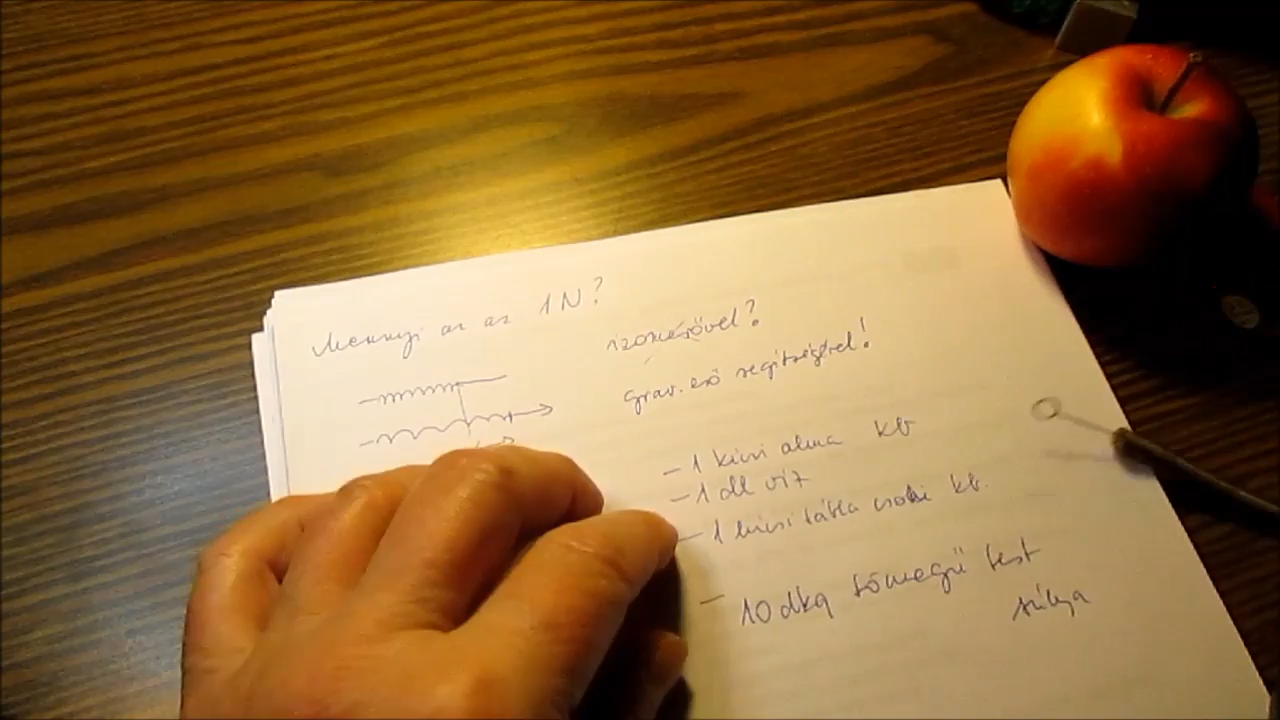 Mennyi az az 1N?
izomerővel?
grav. erő segítségével!
– 1 kicsi alma kb
– 1 dl víz
– 1 kicsi tábla csoki kb.
– 10 dkg tömegű test
súlya